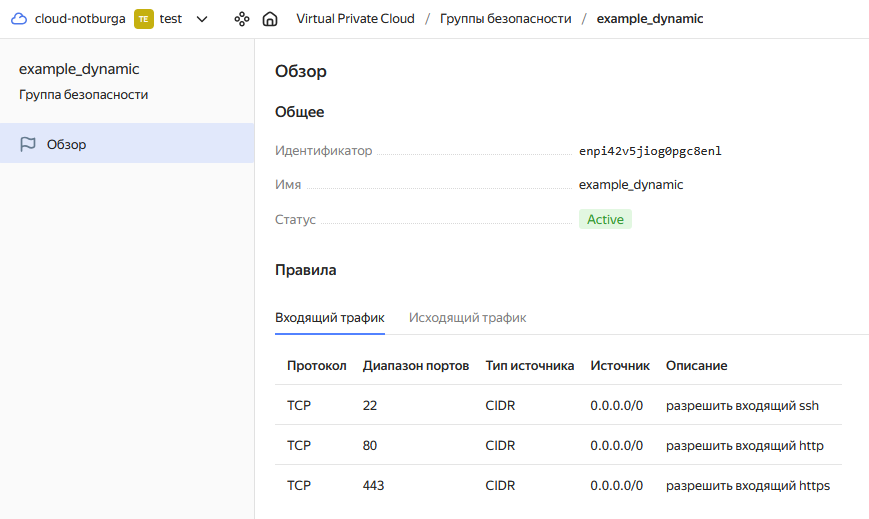 cloud-notburga TE test Virtual Private Cloud / Группы безопасности / example_dynamic
example_dynamic
Группа безопасности
Обзор
Обзор
Общее
Идентификатор enpi42v5jiog0pgc8enl
Имя example_dynamic
Статус Active
Правила
Входящий трафик Исходящий трафик
Протокол Диапазон портов Тип источника Источник Описание
TCP 22 CIDR 0.0.0.0/0 разрешить входящий ssh
TCP 80 CIDR 0.0.0.0/0 разрешить входящий http
TCP 443 CIDR 0.0.0.0/0 разрешить входящий https